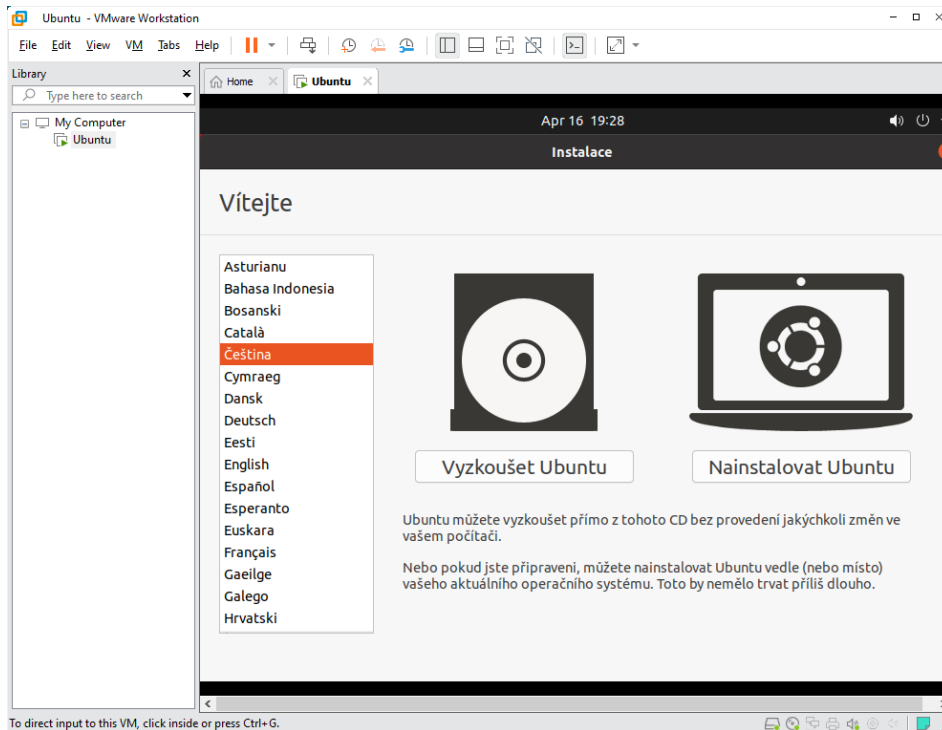 Ubuntu - VMware Workstation
File Edit View VM Tabs Help
Library
Home
Ubuntu
Type here to search
My Computer
Ubuntu
Apr 16 19:28
Instalace
Vítejte
Asturianu
Bahasa Indonesia
Bosanski
Català
Čeština
Cymraeg
Dansk
Deutsch
Eesti
English
Español
Esperanto
Euskara
Français
Gaeilge
Galego
Hrvatski
Vyzkoušet Ubuntu
Nainstalovat Ubuntu
Ubuntu můžete vyzkoušet přímo z tohoto CD bez provedení jakýchkoli změn ve
vašem počítači.
Nebo pokud jste připraveni, můžete nainstalovat Ubuntu vedle (nebo místo)
vašeho aktuálního operačního systému. Toto by nemělo trvat příliš dlouho.
To direct input to this VM, click inside or press Ctrl+G.